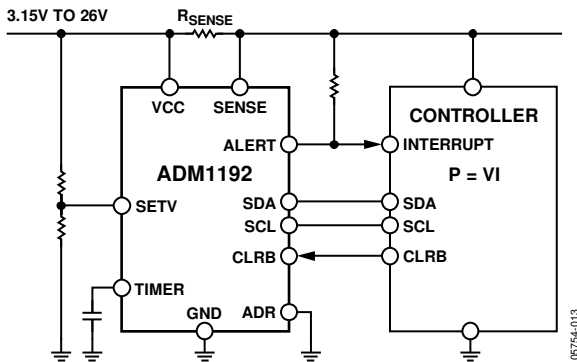 3.15V TO 26V
RSENSE
VCC
SENSE
CONTROLLER
ALERT
INTERRUPT
ADM1192
P = VI
SETV
SDA
SDA
SCL
SCL
CLRB
CLRB
TIMER
GND
ADR
05754-013